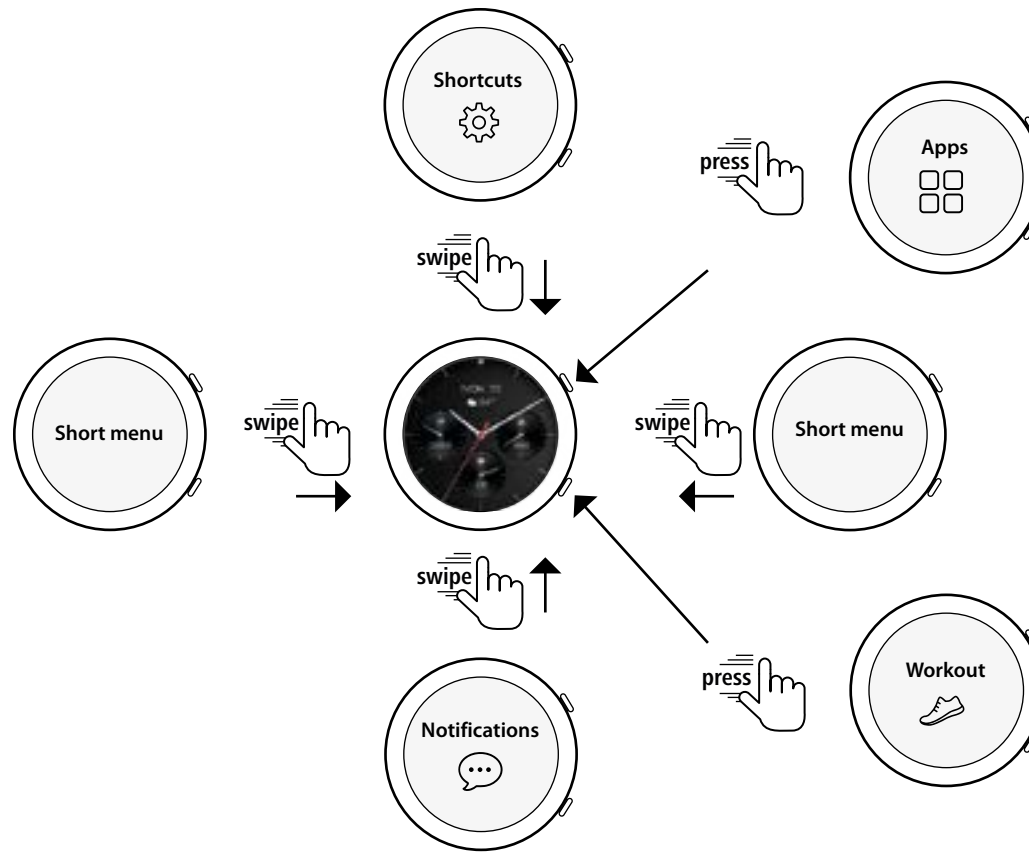 Shortcuts
press
Apps
swipe
swipe
Short menu
swipe
Short menu
swipe
press
Workout
Notifications